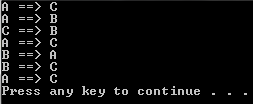 A ==> C
A ==> B
C ==> B
A ==> C
B ==> A
B ==> C
A ==> C
Press any key to continue . . .